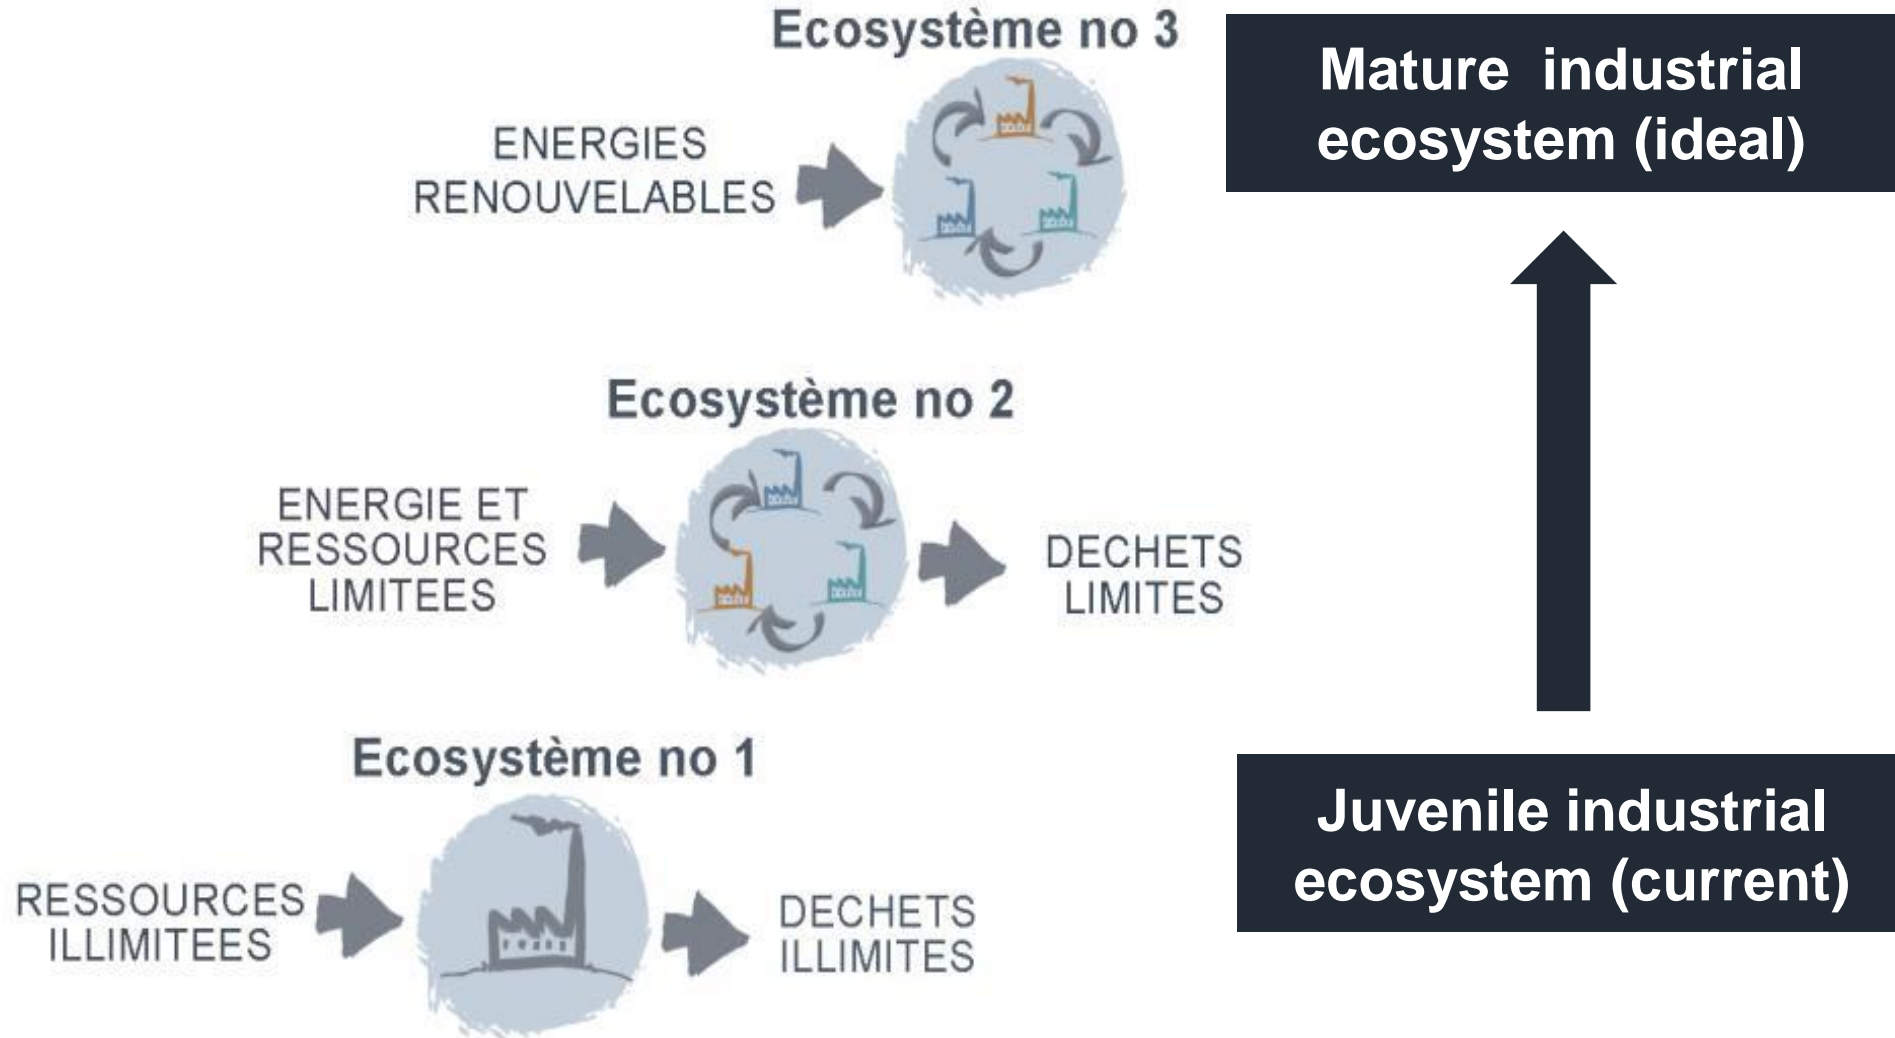 Ecosystème no 3
ENERGIES
RENOUVELABLES
Mature industrial
ecosystem (ideal)
Ecosystème no 2
ENERGIE ET
RESSOURCES
LIMITEES
DECHETS
LIMITES
Ecosystème no 1
RESSOURCES
ILLIMITEES
DECHETS
ILLIMITES
Juvenile industrial
ecosystem (current)